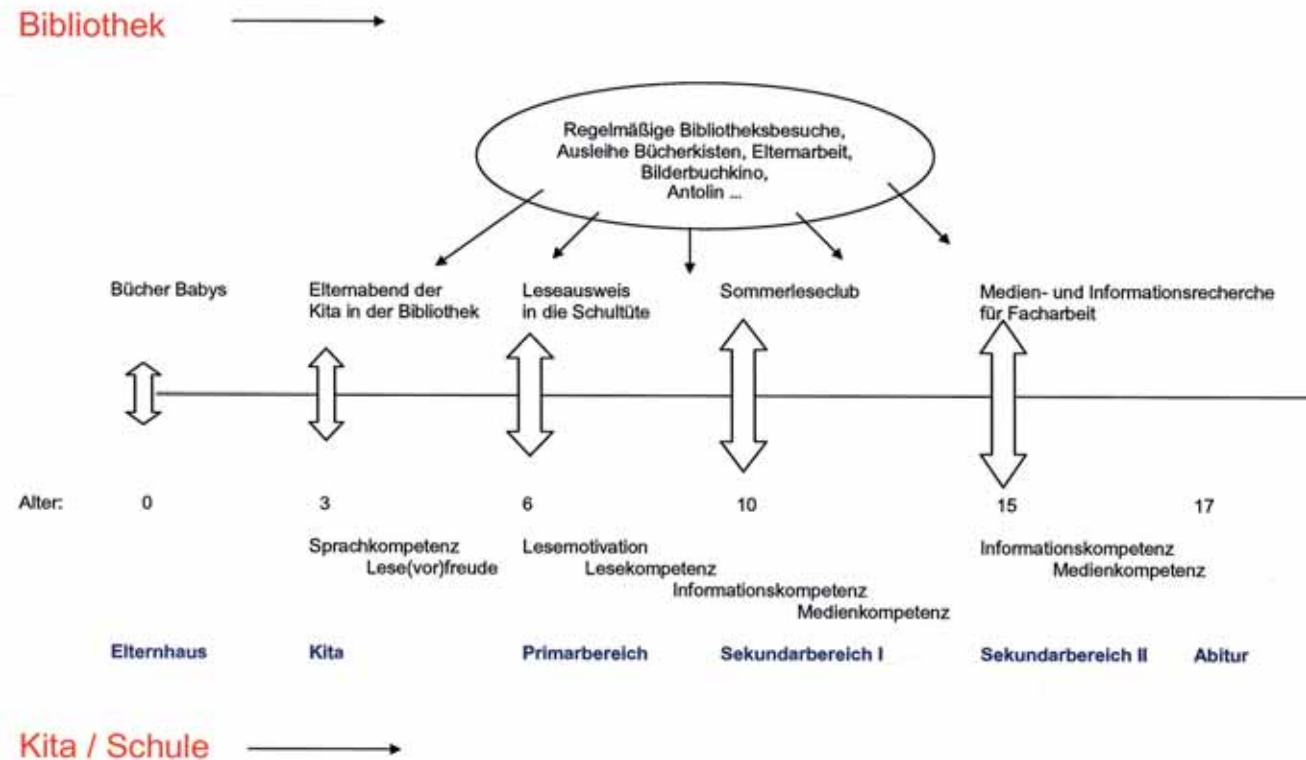 Bibliothek
Regelmäßige Bibliotheksbesuche,
Ausleihe Bücherkisten, Elternarbeit,
Bilderbuchkino,
Antolin ...
Bücher Babys
Elternabend der
Kita in der Bibliothek
Leseausweis
in die Schultüte
Sommerleseclub
Medien- und Informationsrecherche
für Facharbeit
Alter: 0 3 6 10 15 17
Sprachkompetenz
Lese(vor)freude
Lesemotivation
Lesekompetenz
Informationskompetenz
Medienkompetenz
Informationskompetenz
Medienkompetenz
Elternhaus Kita Primarbereich Sekundarbereich I Sekundarbereich II Abitur
Kita / Schule